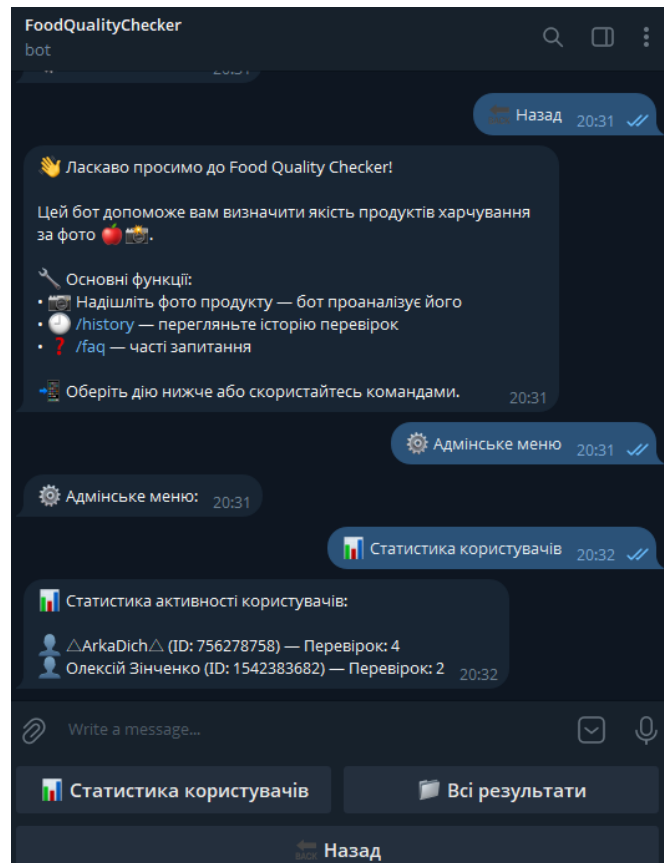 FoodQualityChecker
bot
20:31
Назад 20:31
👋 Ласкаво просимо до Food Quality Checker!
Цей бот допоможе вам визначити якість продуктів харчування
за фото 🍎📸.
🔧 Основні функції:
• 📷 Надішліть фото продукту — бот проаналізує його
• 🕘 /history — перегляньте історію перевірок
• ❓ /faq — часті запитання
📲 Оберіть дію нижче або скористайтесь командами. 20:31
⚙️ Адмінське меню 20:31
⚙️ Адмінське меню: 20:31
📊 Статистика користувачів 20:32
📊 Статистика активності користувачів:
👤 △ArkaDich△ (ID: 756278758) — Перевірок: 4
👤 Олексій Зінченко (ID: 1542383682) — Перевірок: 2 20:32
Write a message...
📊 Статистика користувачів
📁 Всі результати
🔙 Назад